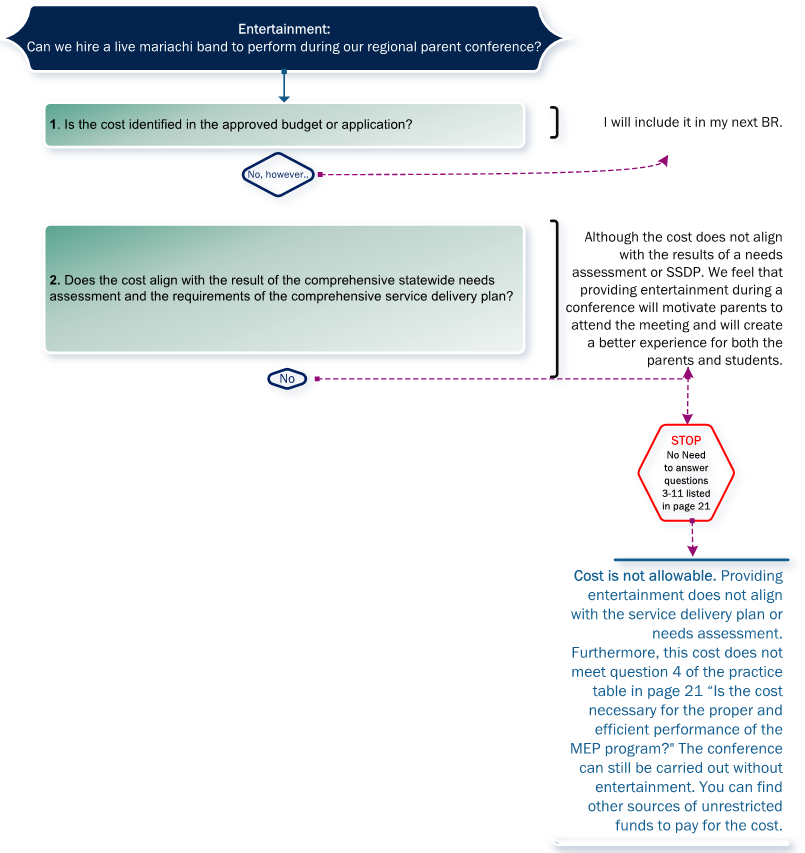 Entertainment:
Can we hire a live mariachi band to perform during our regional parent conference?
1. Is the cost identified in the approved budget or application?
I will include it in my next BR.
No, however..
2. Does the cost align with the result of the comprehensive statewide needs
assessment and the requirements of the comprehensive service delivery plan?
Although the cost does not align
with the results of a needs
assessment or SSDP. We feel that
providing entertainment during a
conference will motivate parents to
attend the meeting and will create
a better experience for both the
parents and students.
No
STOP
No Need
to answer
questions
3-11 listed
in page 21
Cost is not allowable. Providing
entertainment does not align
with the service delivery plan or
needs assessment.
Furthermore, this cost does not
meet question 4 of the practice
table in page 21 “Is the cost
necessary for the proper and
efficient performance of the
MEP program?" The conference
can still be carried out without
entertainment. You can find
other sources of unrestricted
funds to pay for the cost.